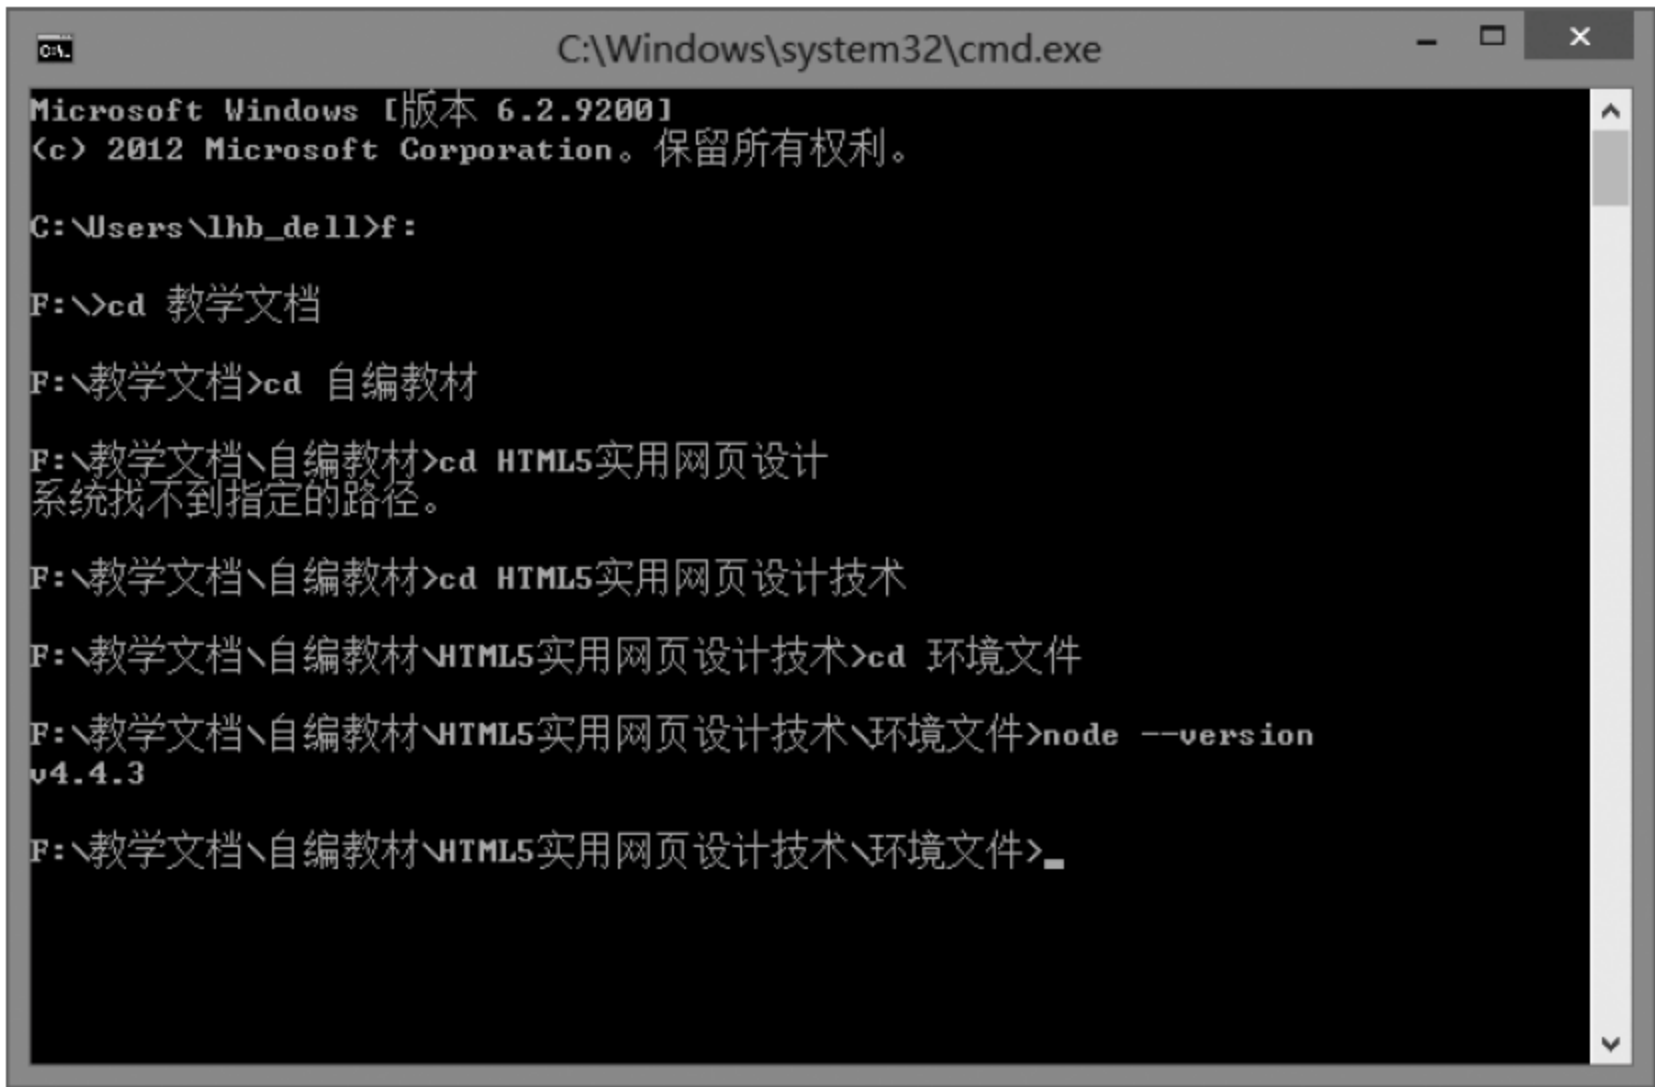 C:\Windows\system32\cmd.exe
Microsoft Windows [版本 6.2.9200]
(c) 2012 Microsoft Corporation。保留所有权利。
C:\Users\lhb_dell>f:
F:\>cd 教学文档
F:\教学文档>cd 自编教材
F:\教学文档\自编教材>cd HTML5实用网页设计
系统找不到指定的路径。
F:\教学文档\自编教材>cd HTML5实用网页设计技术
F:\教学文档\自编教材\HTML5实用网页设计技术>cd 环境文件
F:\教学文档\自编教材\HTML5实用网页设计技术\环境文件>node --version
v4.4.3
F:\教学文档\自编教材\HTML5实用网页设计技术\环境文件>_